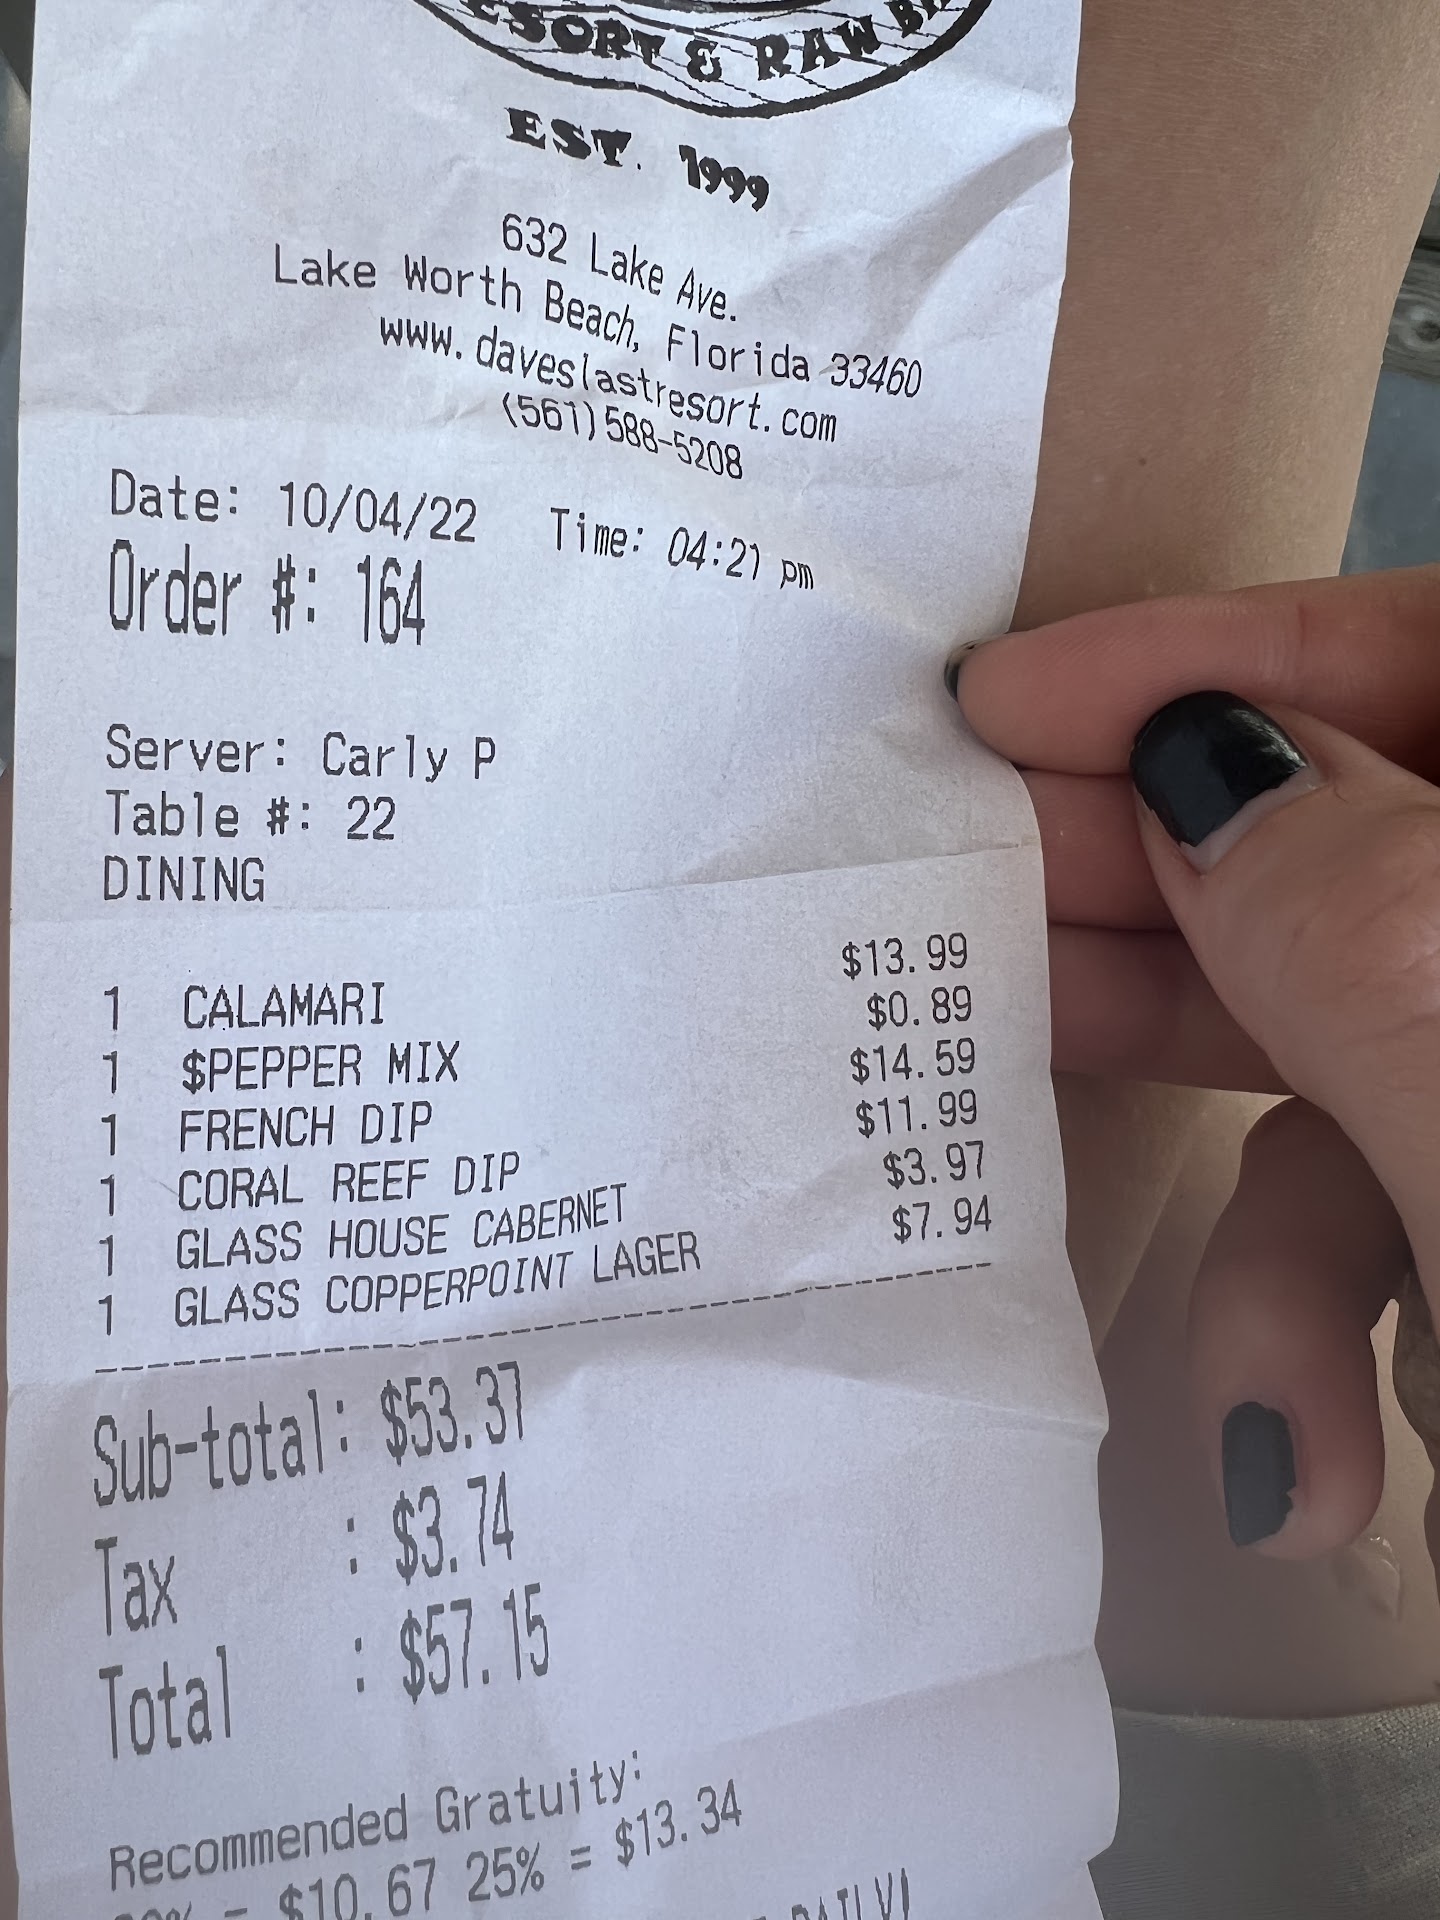 RESORT & RAW
EST. 1999
632 Lake Ave.
Lake Worth Beach, Florida 33460
www.daveslastresort.com
(561)588-5208
Date: 10/04/22 Time: 04:21 pm
Order #: 164
Server: Carly P
Table #: 22
DINING
1 CALAMARI $13.99
1 $PEPPER MIX $0.89
1 FRENCH DIP $14.59
1 CORAL REEF DIP $11.99
1 GLASS HOUSE CABERNET $3.97
1 GLASS COPPERPOINT LAGER $7.94
Sub-total: $53.37
Tax : $3.74
Total : $57.15
Recommended Gratuity:
20% = $10.67 25% = $13.34
DAILY!